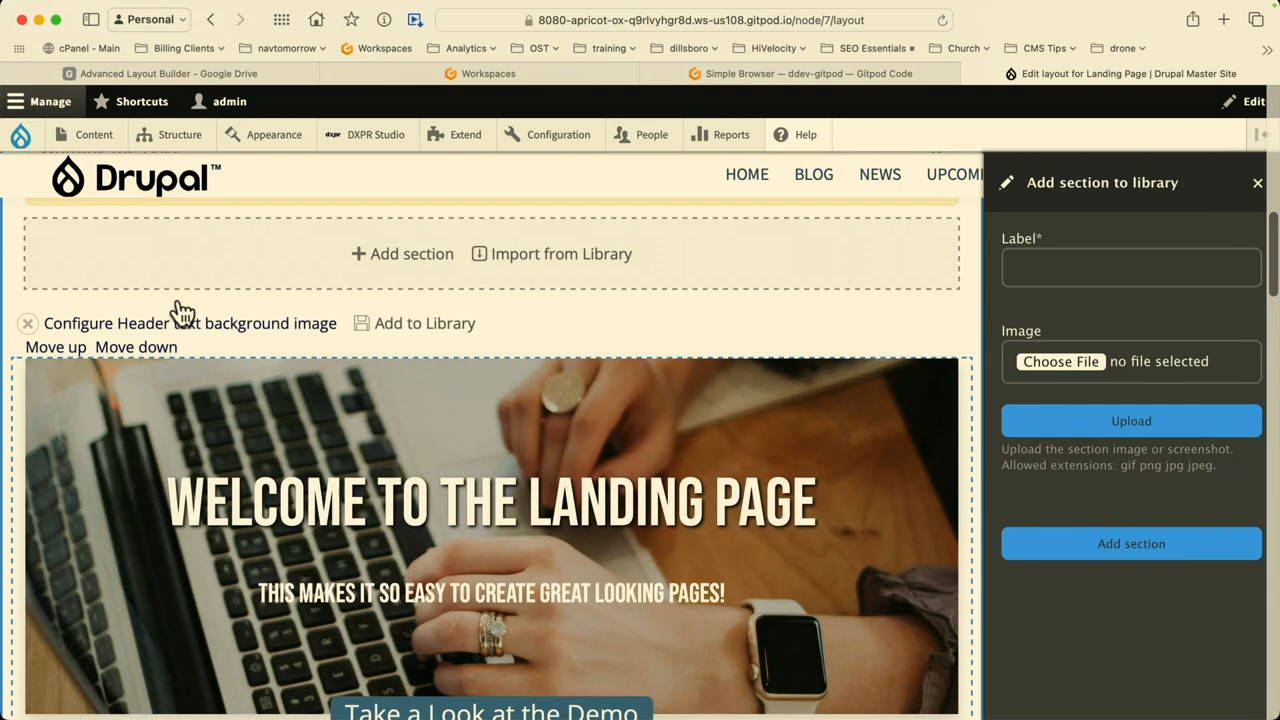 Personal
8080-apricot-ox-q9rlvyhgr8d.ws-us108.gitpod.io/node/7/layout
cPanel - Main Billing Clients navtomorrow Workspaces Analytics OST training dillsboro HiVelocity SEO Essentials Church CMS Tips drone
Advanced Layout Builder - Google Drive Workspaces Simple Browser — ddev-gitpod — Gitpod Code Edit layout for Landing Page | Drupal Master Site
Manage Shortcuts admin Edit
Content Structure Appearance dxpr DXPR Studio Extend Configuration People Reports Help
Drupal™ HOME BLOG NEWS UPCOMI
Add section to library
Label*
+ Add section Import from Library
Configure Header text background image Add to Library
Move up Move down
Image
Choose File no file selected
Upload
Upload the section image or screenshot.
Allowed extensions: gif png jpg jpeg.
Add section
WELCOME TO THE LANDING PAGE
THIS MAKES IT SO EASY TO CREATE GREAT LOOKING PAGES!
Take a Look at the Demo